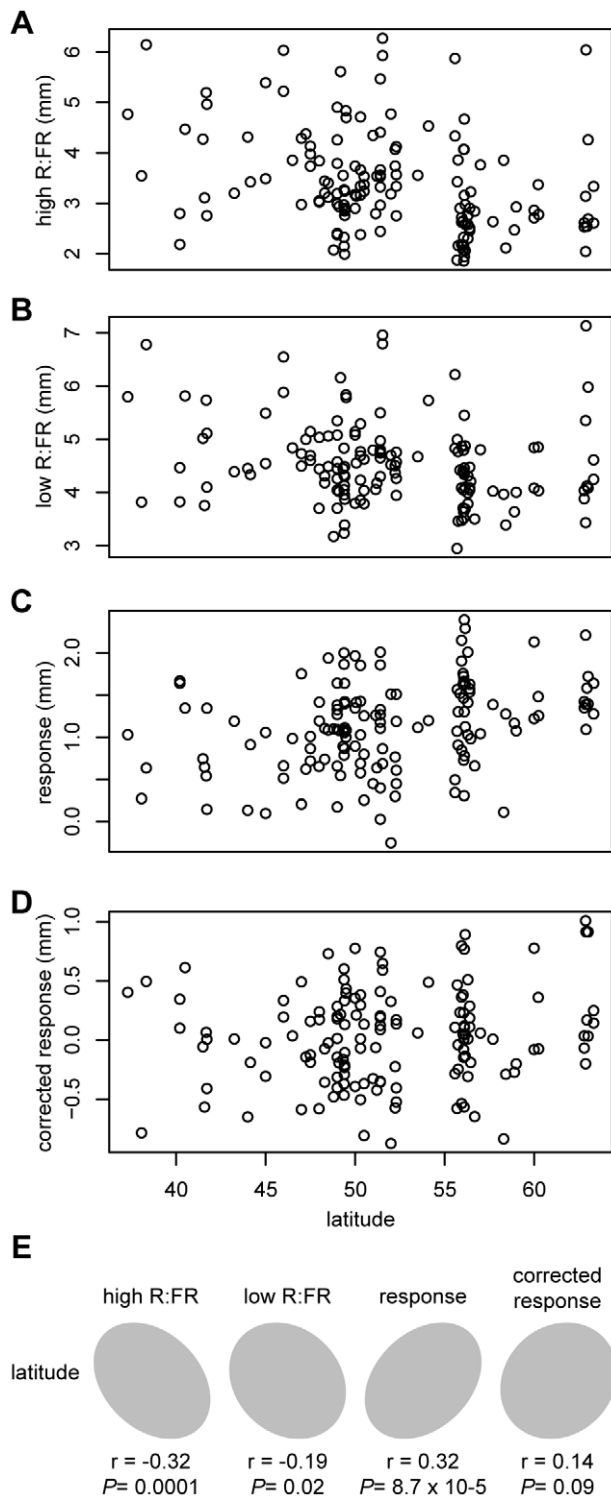 A
high R:FR (mm)
6
5
4
3
2
B
low R:FR (mm)
7
6
5
4
3
C
response (mm)
2.0
1.0
0.0
D
corrected response (mm)
1.0
0.5
0.0
−0.5
40 45 50 55 60
latitude
E
high R:FR low R:FR response corrected response
latitude
r = -0.32 r = -0.19 r = 0.32 r = 0.14
P= 0.0001 P= 0.02 P= 8.7 x 10-5 P= 0.09